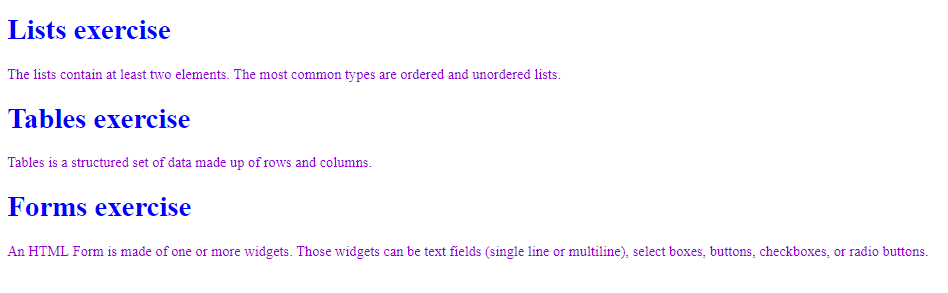 Lists exercise
The lists contain at least two elements. The most common types are ordered and unordered lists.
Tables exercise
Tables is a structured set of data made up of rows and columns.
Forms exercise
An HTML Form is made of one or more widgets. Those widgets can be text fields (single line or multiline), select boxes, buttons, checkboxes, or radio buttons.